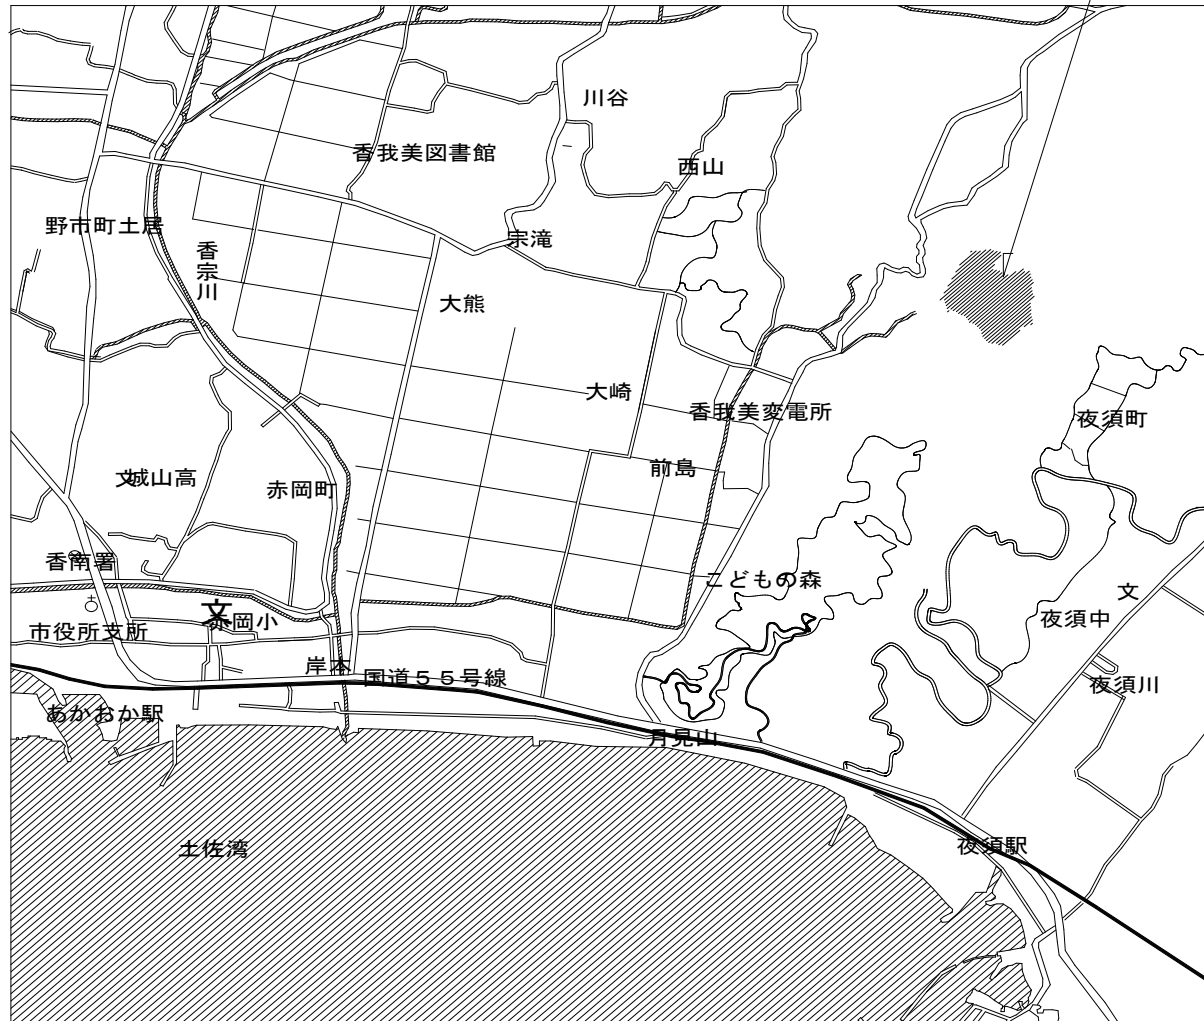 川谷
香我美図書館
西山
野市町土居
宗滝
香宗川
大熊
大崎
香我美変電所
夜須町
前島
文
城山高
赤岡町
香南署
こどもの森
文
文
赤岡小
夜須中
市役所支所
岸本
国道５５号線
夜須川
あかおか駅
月見山
夜須駅
土佐湾